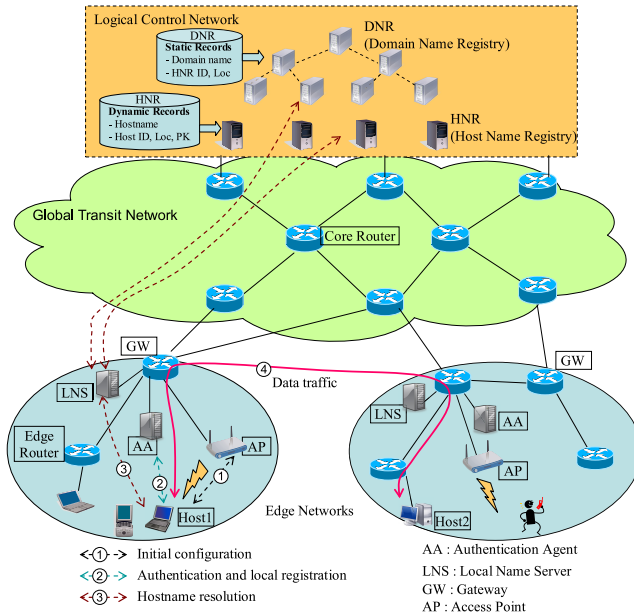 Logical Control Network
DNR
Static Records
- Domain name
- HNR ID, Loc
DNR
(Domain Name Registry)
HNR
Dynamic Records
- Hostname
- Host ID, Loc, PK
HNR
(Host Name Registry)
Global Transit Network
Core Router
GW
4
Data traffic
GW
LNS
LNS
AA
Edge
Router
AA
AP
AP
3
2
1
Host1
Edge Networks
Host2
1 Initial configuration
2 Authentication and local registration
3 Hostname resolution
AA : Authentication Agent
LNS : Local Name Server
GW : Gateway
AP : Access Point